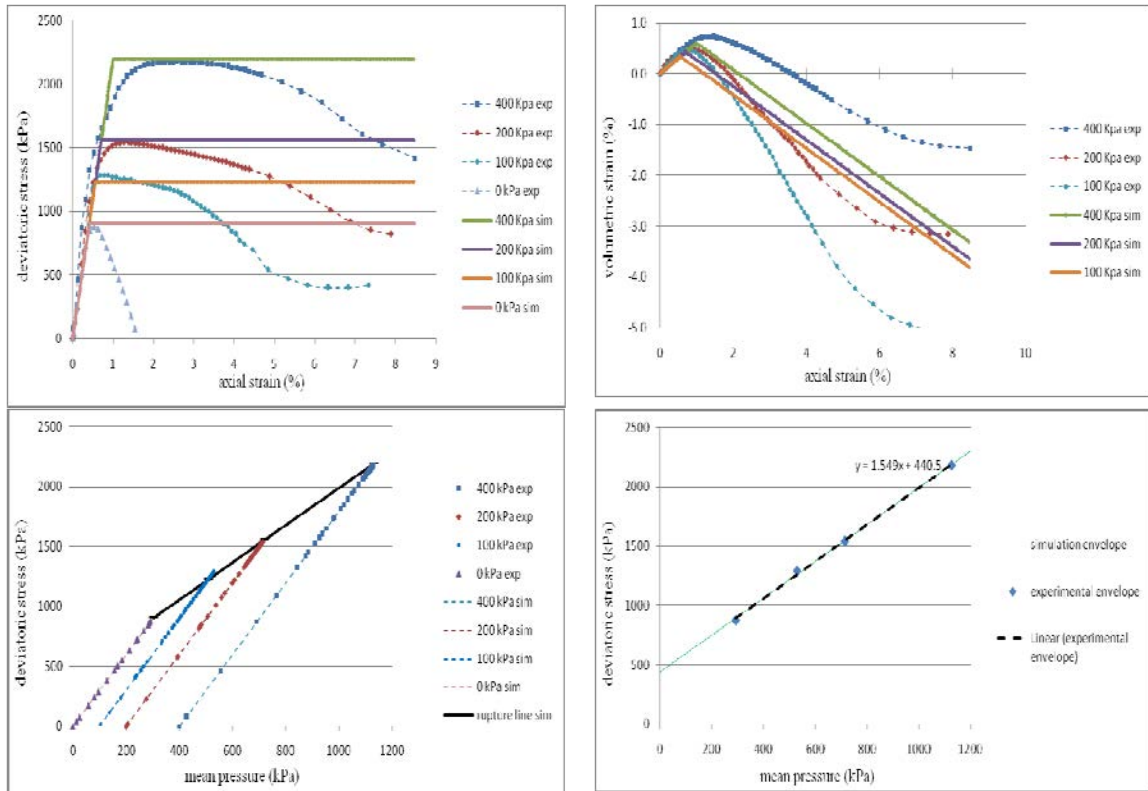 2500
2000
1500
1000
500
0
deviatoric stress (kPa)
0 1 2 3 4 5 6 7 8 9
axial strain (%)
400 Kpa exp
200 Kpa exp
100 Kpa exp
0 kPa exp
400 Kpa sim
200 Kpa sim
100 Kpa sim
0 kPa sim
1.0
0.0
-1.0
-2.0
-3.0
-4.0
-5.0
volumetric strain (%)
0 2 4 6 8 10
axial strain (%)
400 Kpa exp
200 Kpa exp
100 Kpa exp
400 Kpa sim
200 Kpa sim
100 Kpa sim
2500
2000
1500
1000
500
0
deviatoric stress (kPa)
0 200 400 600 800 1000 1200
mean pressure (kPa)
400 kPa exp
200 kPa exp
100 kPa exp
0 kPa exp
400 kPa sim
200 kPa sim
100 kPa sim
0 kPa sim
rupture line sim
2500
2000
1500
1000
500
0
deviatoric stress (kPa)
y = 1.549x + 440.5
0 200 400 600 800 1000 1200
mean pressure (kPa)
simulation envelope
experimental envelope
Linear (experimental
envelope)